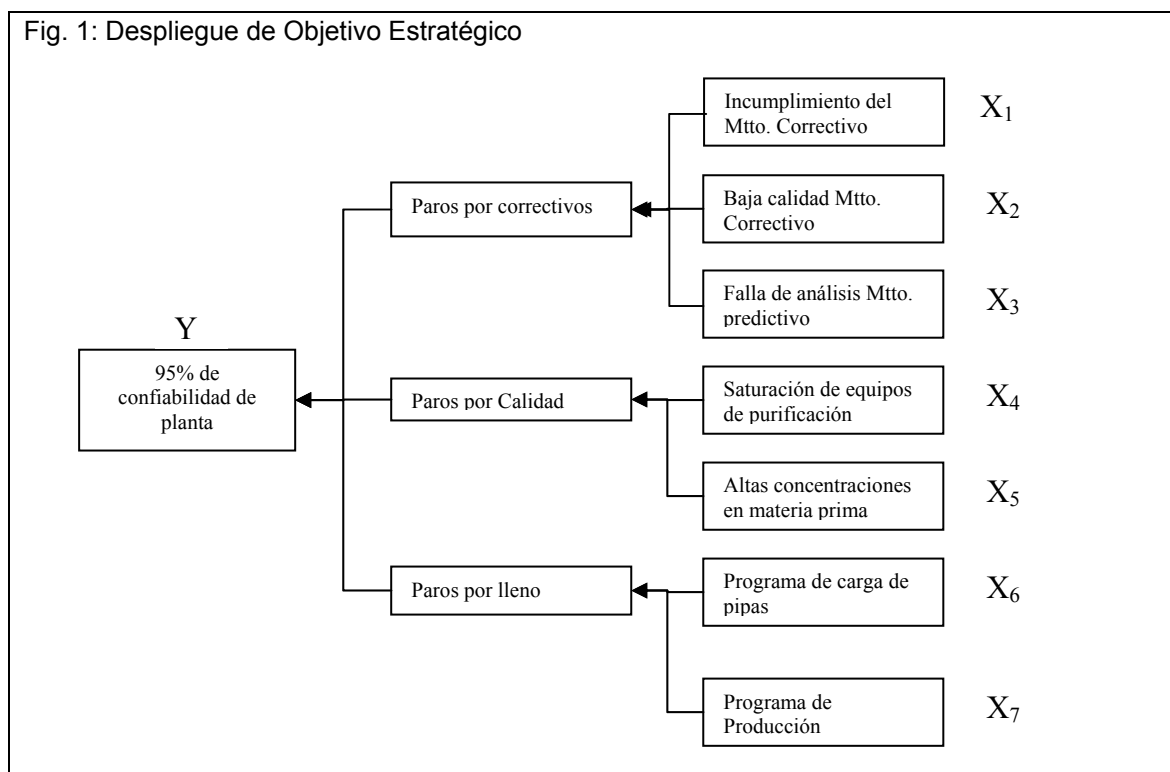 Fig. 1: Despliegue de Objetivo Estratégico
Y
95% de
confiabilidad de
planta
Paros por correctivos
Incumplimiento del
Mtto. Correctivo
X1
Baja calidad Mtto.
Correctivo
X2
Falla de análisis Mtto.
predictivo
X3
Paros por Calidad
Saturación de equipos
de purificación
X4
Altas concentraciones
en materia prima
X5
Paros por lleno
Programa de carga de
pipas
X6
Programa de
Producción
X7